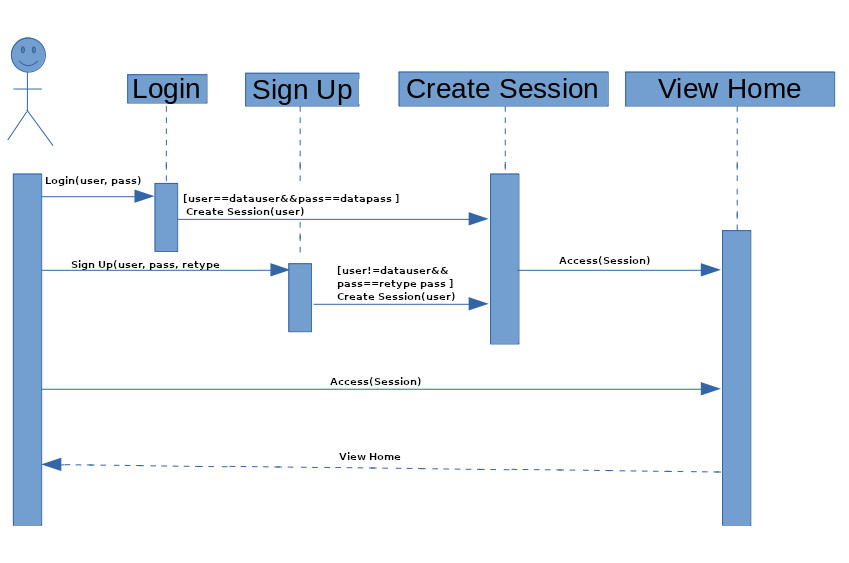 Login
Sign Up
Create Session
View Home
Login(user, pass)
[user==datauser&&pass==datapass ]
Create Session(user)
Sign Up(user, pass, retype
[user!=datauser&&
pass==retype pass ]
Create Session(user)
Access(Session)
Access(Session)
View Home